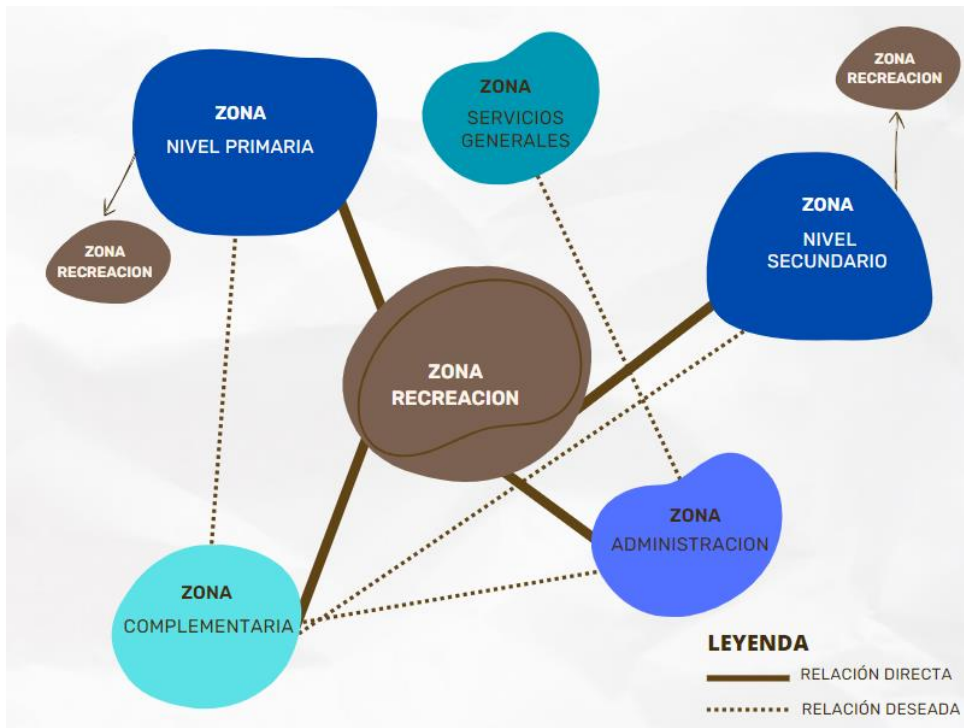 ZONA
NIVEL PRIMARIA
ZONA
SERVICIOS
GENERALES
ZONA
RECREACION
ZONA
NIVEL
SECUNDARIO
ZONA
RECREACION
ZONA
RECREACION
ZONA
ADMINISTRACION
ZONA
COMPLEMENTARIA
LEYENDA
RELACIÓN DIRECTA
RELACIÓN DESEADA